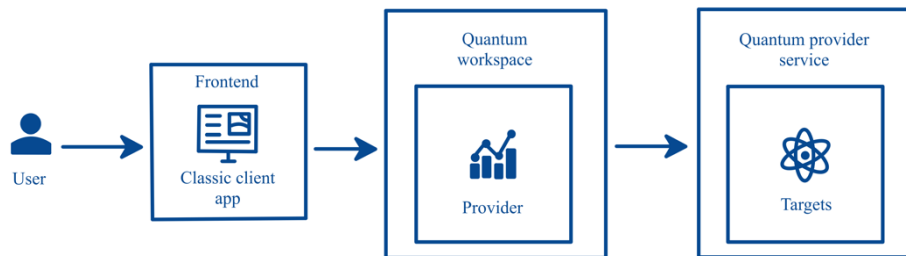 User
Frontend
Classic client
app
Quantum
workspace
Provider
Quantum provider
service
Targets